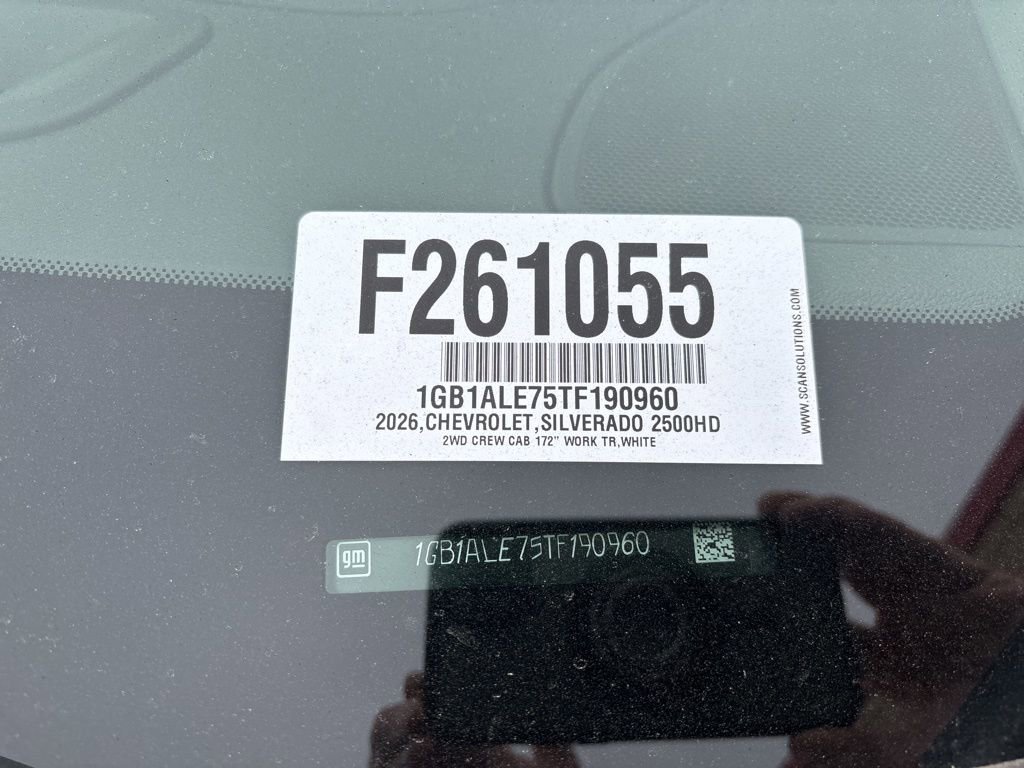 F261055
1GB1ALE75TF190960
2026,CHEVROLET,SILVERADO 2500HD
2WD CREW CAB 172" WORK TR,WHITE
WWW.SCANSOLUTIONS.COM
gm 1GB1ALE75TF190960